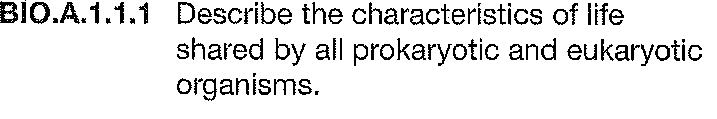 BIO.A.1.1.1 Describe the characteristics of life
shared by all prokaryotic and eukaryotic
organisms.